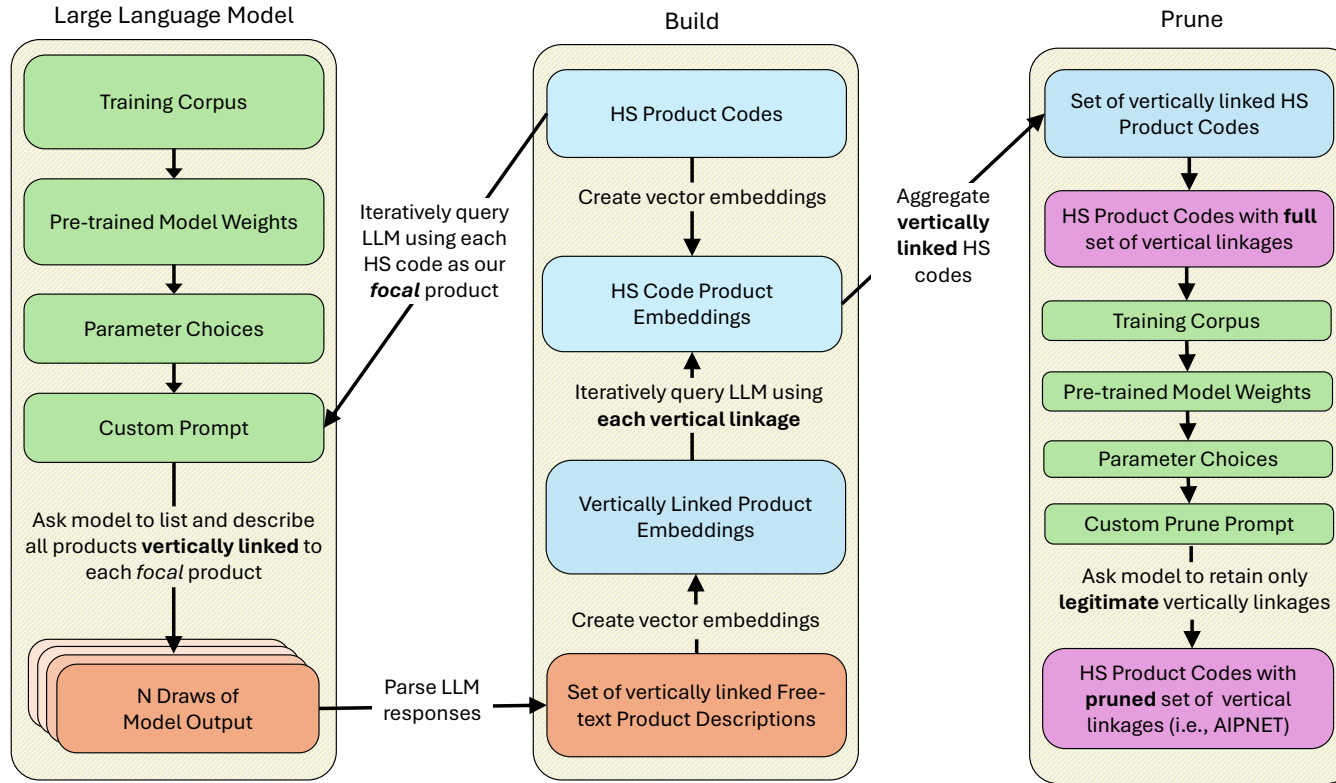 Large Language Model
Training Corpus
Pre-trained Model Weights
Parameter Choices
Custom Prompt
Ask model to list and describe
all products vertically linked to
each focal product
N Draws of
Model Output
Iteratively query
LLM using each
HS code as our
focal product
Parse LLM
responses
Build
HS Product Codes
Create vector embeddings
HS Code Product
Embeddings
Iteratively query LLM using
each vertical linkage
Vertically Linked Product
Embeddings
Create vector embeddings
Set of vertically linked Free-
text Product Descriptions
Aggregate
vertically
linked HS
codes
Prune
Set of vertically linked HS
Product Codes
HS Product Codes with full
set of vertical linkages
Training Corpus
Pre-trained Model Weights
Parameter Choices
Custom Prune Prompt
Ask model to retain only
legitimate vertically linkages
HS Product Codes with
pruned set of vertical
linkages (i.e., AIPNET)